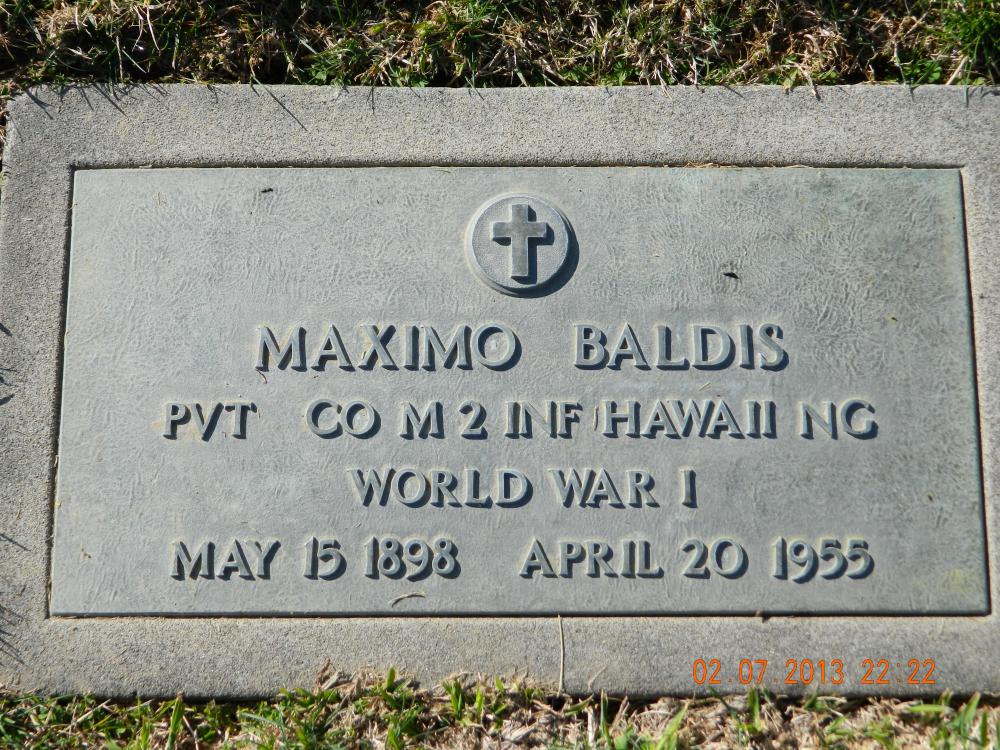 MAXIMO BALDIS
PVT CO M 2 INF HAWAII NG
WORLD WAR I
MAY 15 1898 APRIL 20 1955
02 07 2013 22:22